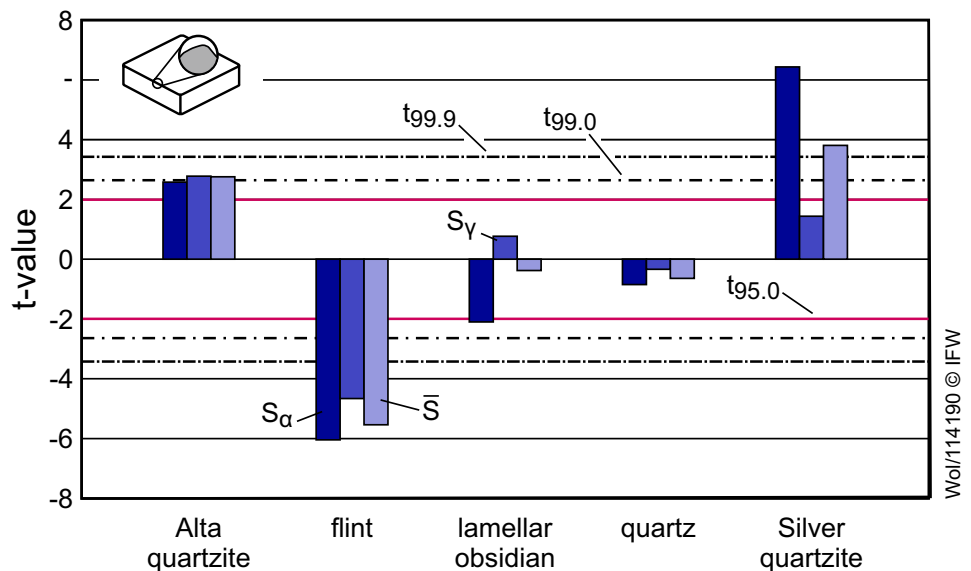 8
-
4
2
0
-2
-4
-6
-8
t-value
t99.9
t99.0
t95.0
Sγ
Sα
S̅
Alta
quartzite
flint
lamellar
obsidian
quartz
Silver
quartzite
Wol/114190 © IFW